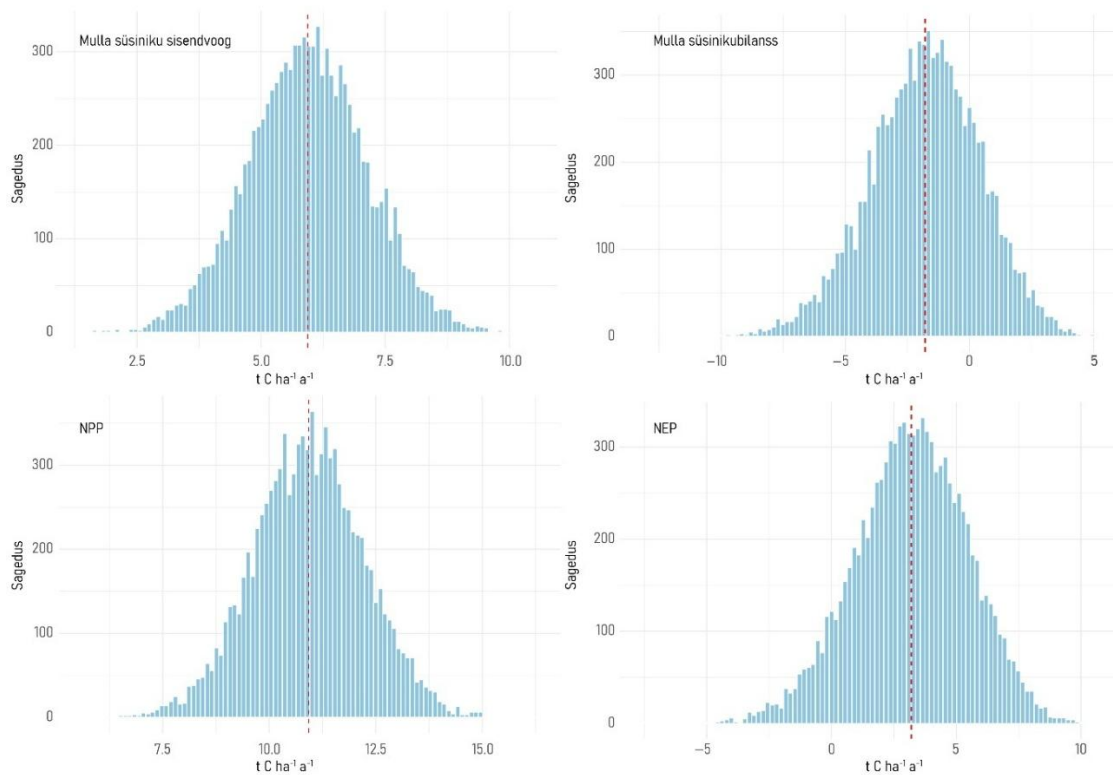 Mulla süsiniku sisendvoog
Sagedus
300
200
100
0
2.5
5.0
7.5
10.0
t C ha⁻¹ a⁻¹
Mulla süsinikubilanss
Sagedus
300
200
100
0
−10
−5
0
5
t C ha⁻¹ a⁻¹
NPP
Sagedus
300
200
100
0
7.5
10.0
12.5
15.0
t C ha⁻¹ a⁻¹
NEP
Sagedus
300
200
100
0
−5
0
5
10
t C ha⁻¹ a⁻¹